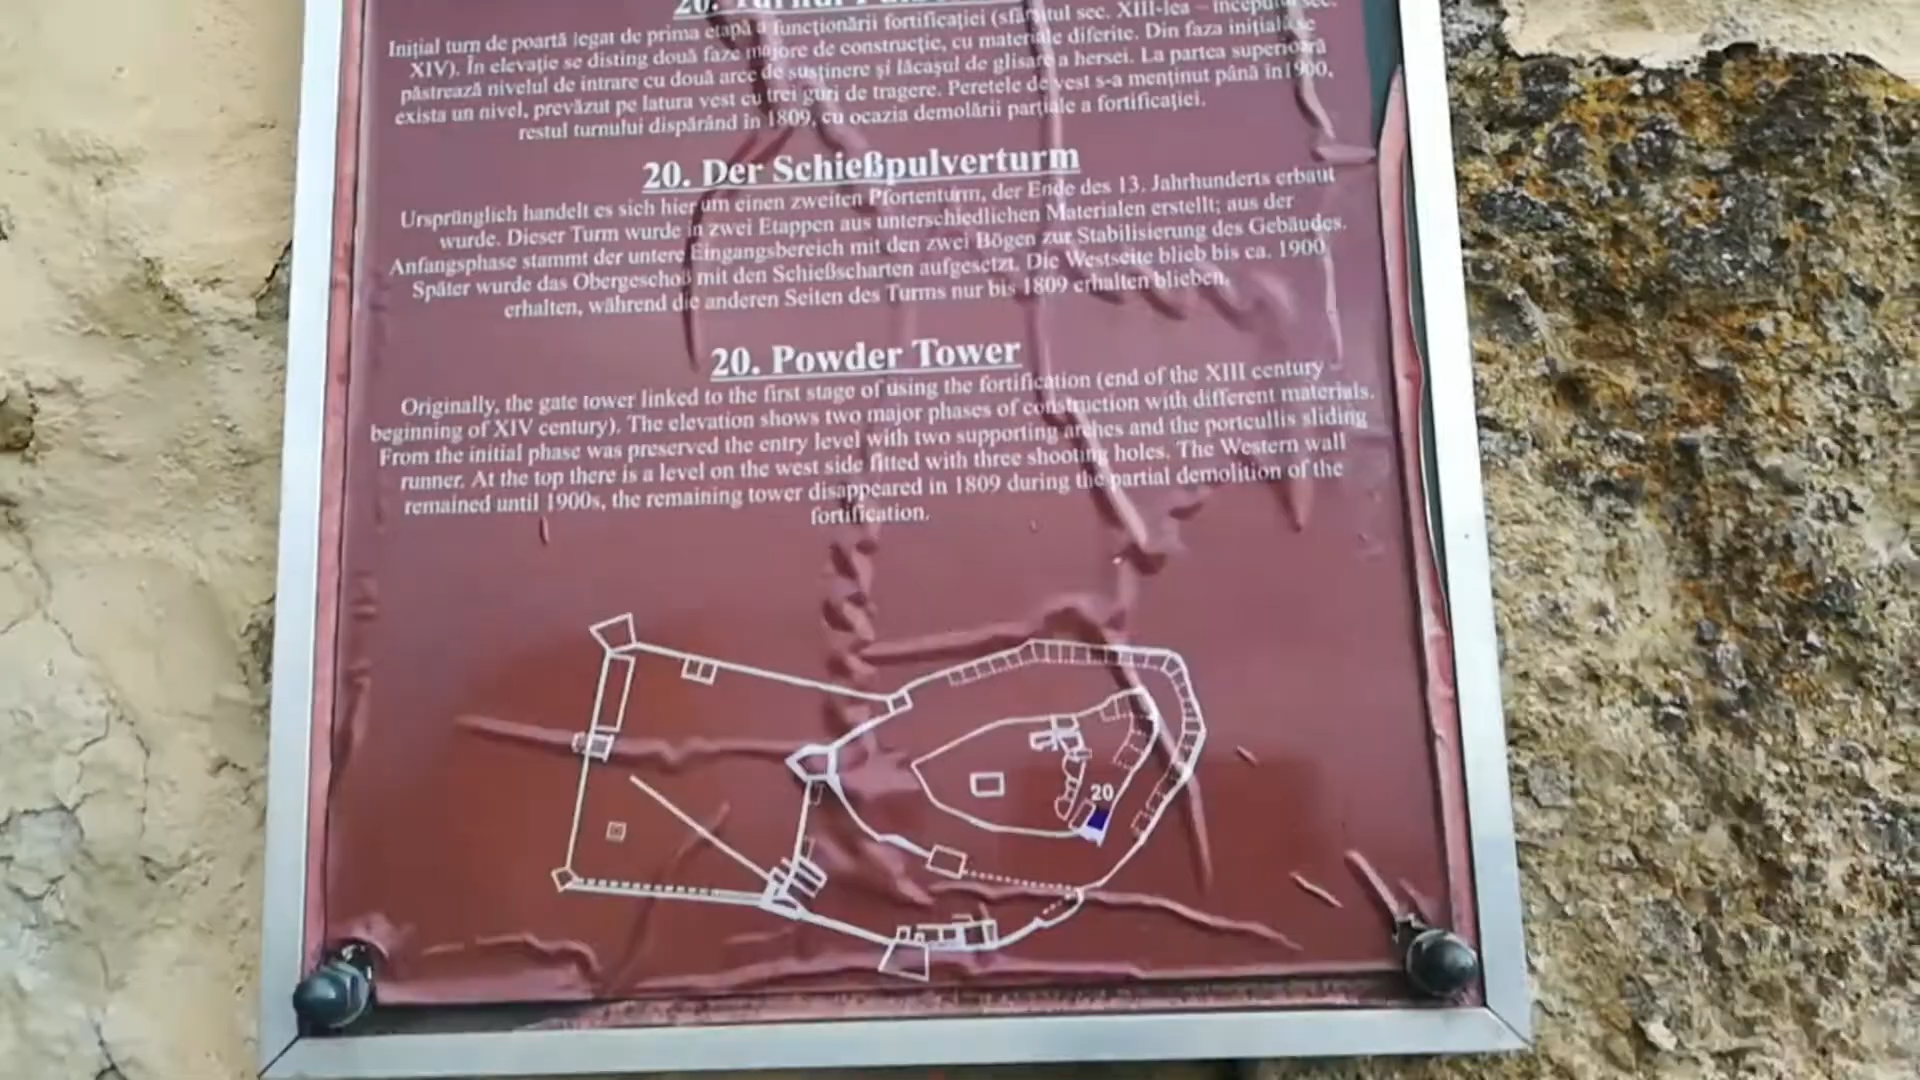 20. Turnul
Inițial turn de poartă legat de prima etapă a funcționării fortificației (sfârșitul sec. XIII-lea – începutul sec.
XIV). În elevație se disting două faze majore de construcție, cu materiale diferite. Din faza inițială se
păstrează nivelul de intrare cu două arce de susținere și lăcașul de glisare a hersei. La partea superioară
exista un nivel, prevăzut pe latura vest cu trei guri de tragere. Peretele de vest s-a menținut până în1900,
restul turnului dispărând în 1809, cu ocazia demolării parțiale a fortificației.
20. Der Schießpulverturm
Ursprünglich handelt es sich hier um einen zweiten Pfortenturm, der Ende des 13. Jahrhunderts erbaut
wurde. Dieser Turm wurde in zwei Etappen aus unterschiedlichen Materialen erstellt; aus der
Anfangsphase stammt der untere Eingangsbereich mit den zwei Bögen zur Stabilisierung des Gebäudes.
Später wurde das Obergeschoß mit den Schießscharten aufgesetzt. Die Westseite blieb bis ca. 1900
erhalten, während die anderen Seiten des Turms nur bis 1809 erhalten blieben.
20. Powder Tower
Originally, the gate tower linked to the first stage of using the fortification (end of the XIII century –
beginning of XIV century). The elevation shows two major phases of construction with different materials.
From the initial phase was preserved the entry level with two supporting arches and the portcullis sliding
runner. At the top there is a level on the west side fitted with three shooting holes. The Western wall
remained until 1900s, the remaining tower disappeared in 1809 during the partial demolition of the
fortification.
20